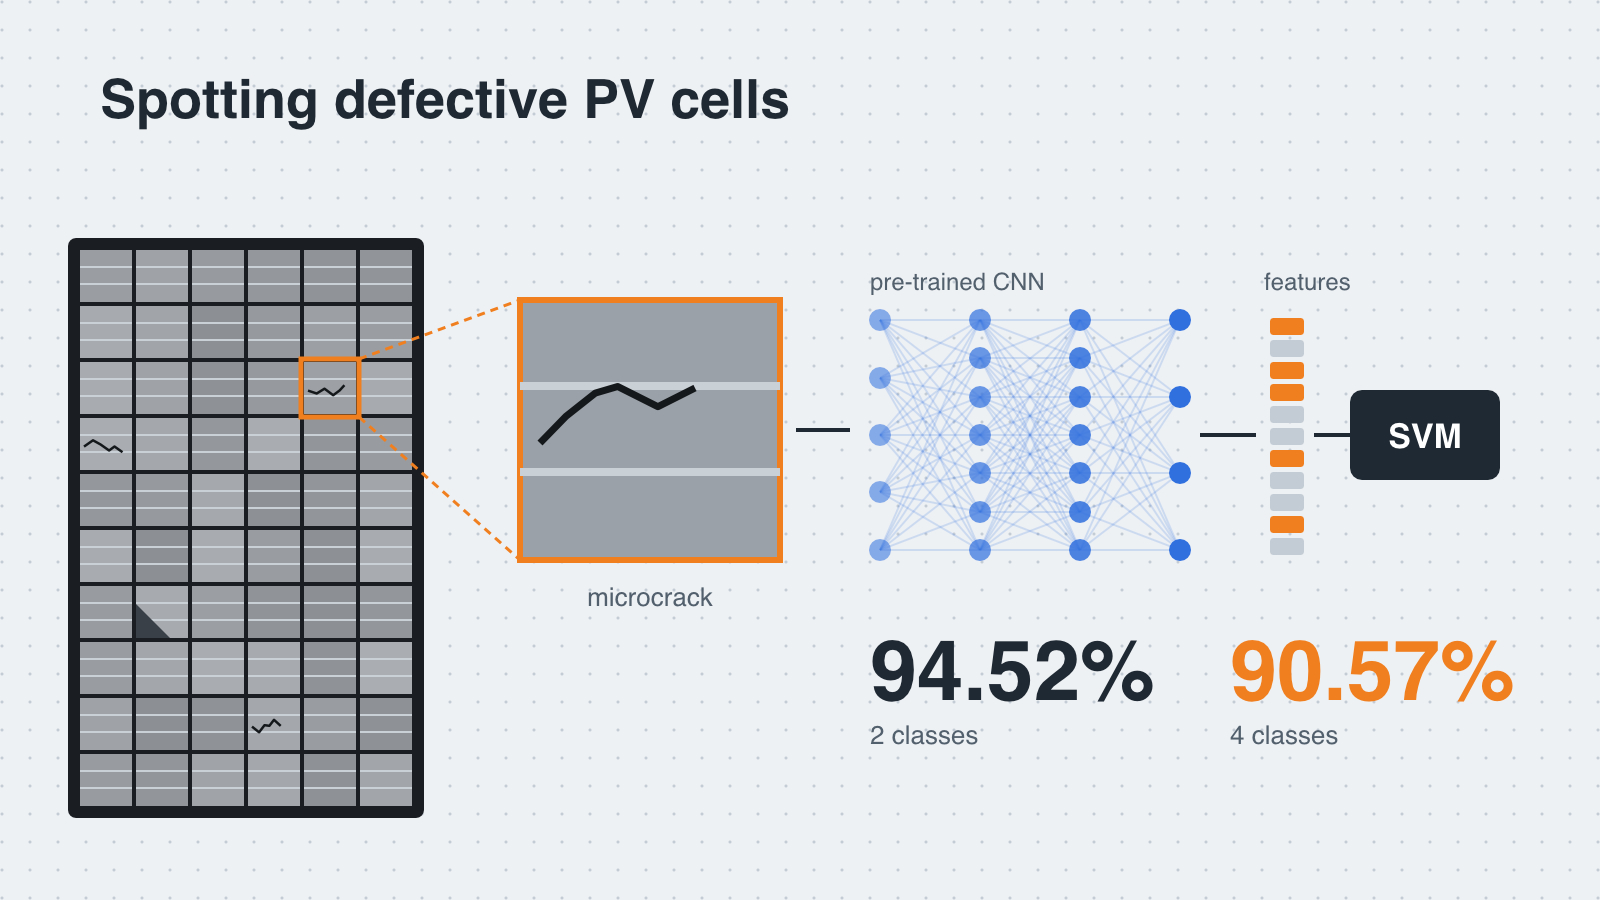 Spotting defective PV cells
pre-trained CNN
features
SVM
microcrack
94.52%
90.57%
2 classes
4 classes